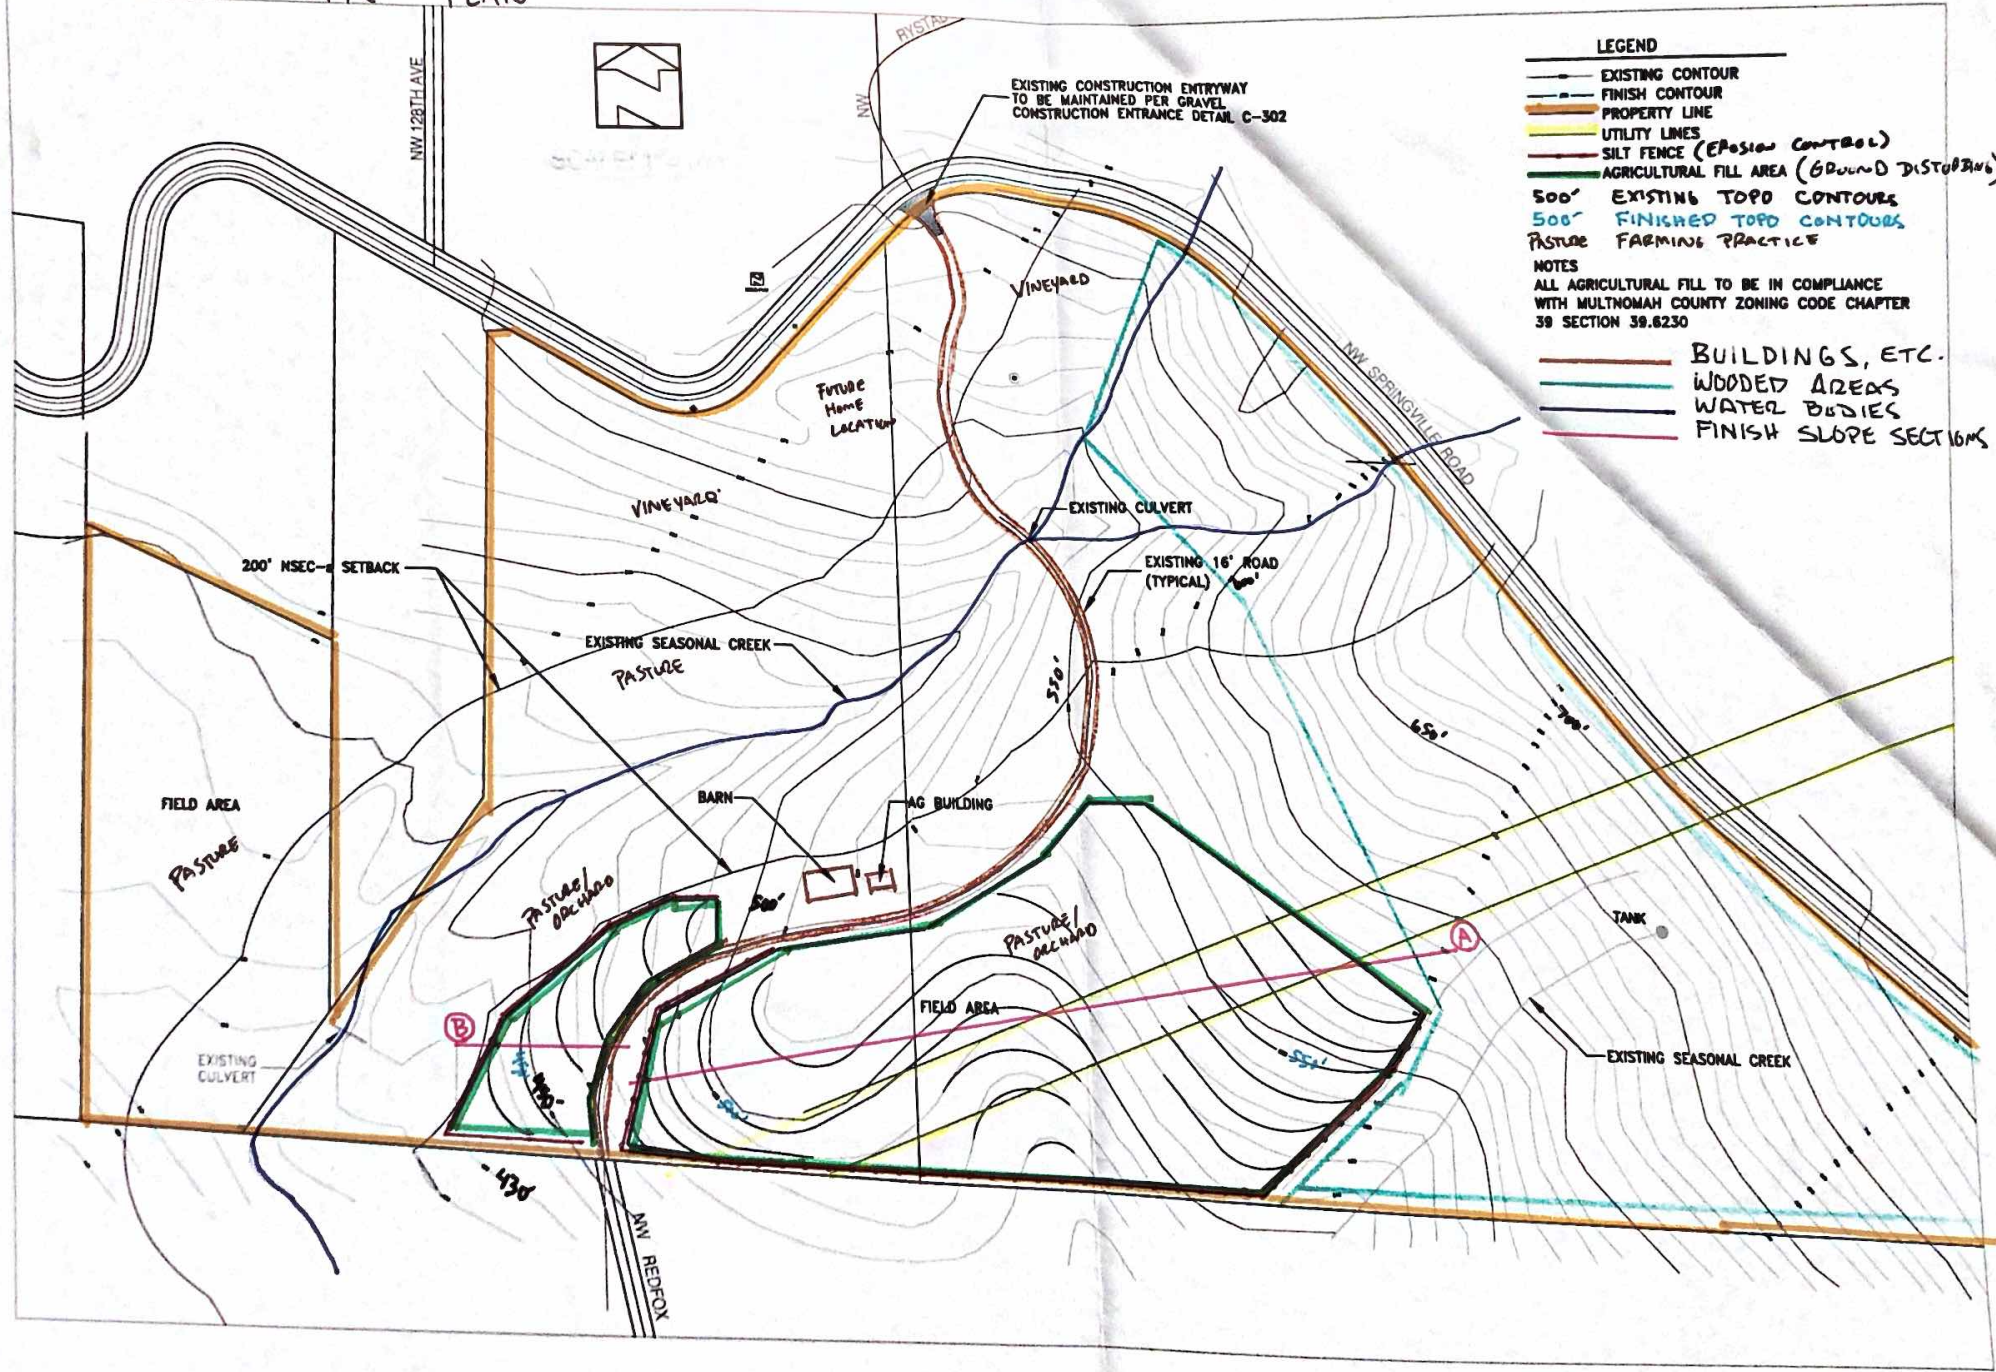 LEGEND
EXISTING CONTOUR
FINISH CONTOUR
PROPERTY LINE
UTILITY LINES
SILT FENCE (EROSION CONTROL)
AGRICULTURAL FILL AREA (GROUND DISTURBING)
500' EXISTING TOPO CONTOURS
500' FINISHED TOPO CONTOURS
PASTURE FARMING PRACTICE
NOTES
ALL AGRICULTURAL FILL TO BE IN COMPLIANCE
WITH MULTNOMAH COUNTY ZONING CODE CHAPTER
39 SECTION 39.6230
BUILDINGS, ETC.
WOODED AREAS
WATER BODIES
FINISH SLOPE SECTIONS
NW 128TH AVE
NW
EXISTING CONSTRUCTION ENTRYWAY
TO BE MAINTAINED PER GRAVEL
CONSTRUCTION ENTRANCE DETAIL C-302
VINEYARD
NW SPRINGVILLE ROAD
FUTURE
HOME
LOCATION
VINEYARD
EXISTING CULVERT
200' NSEC- SETBACK
EXISTING 16' ROAD
(TYPICAL)
600'
EXISTING SEASONAL CREEK
PASTURE
550'
650'
700'
FIELD AREA
PASTURE
BARN
AG BUILDING
PASTURE/
ORCHARD
500'
PASTURE/
ORCHARD
TANK
A
FIELD AREA
B
EXISTING
CULVERT
450'
550'
EXISTING SEASONAL CREEK
500'
430'
NW REDFOX